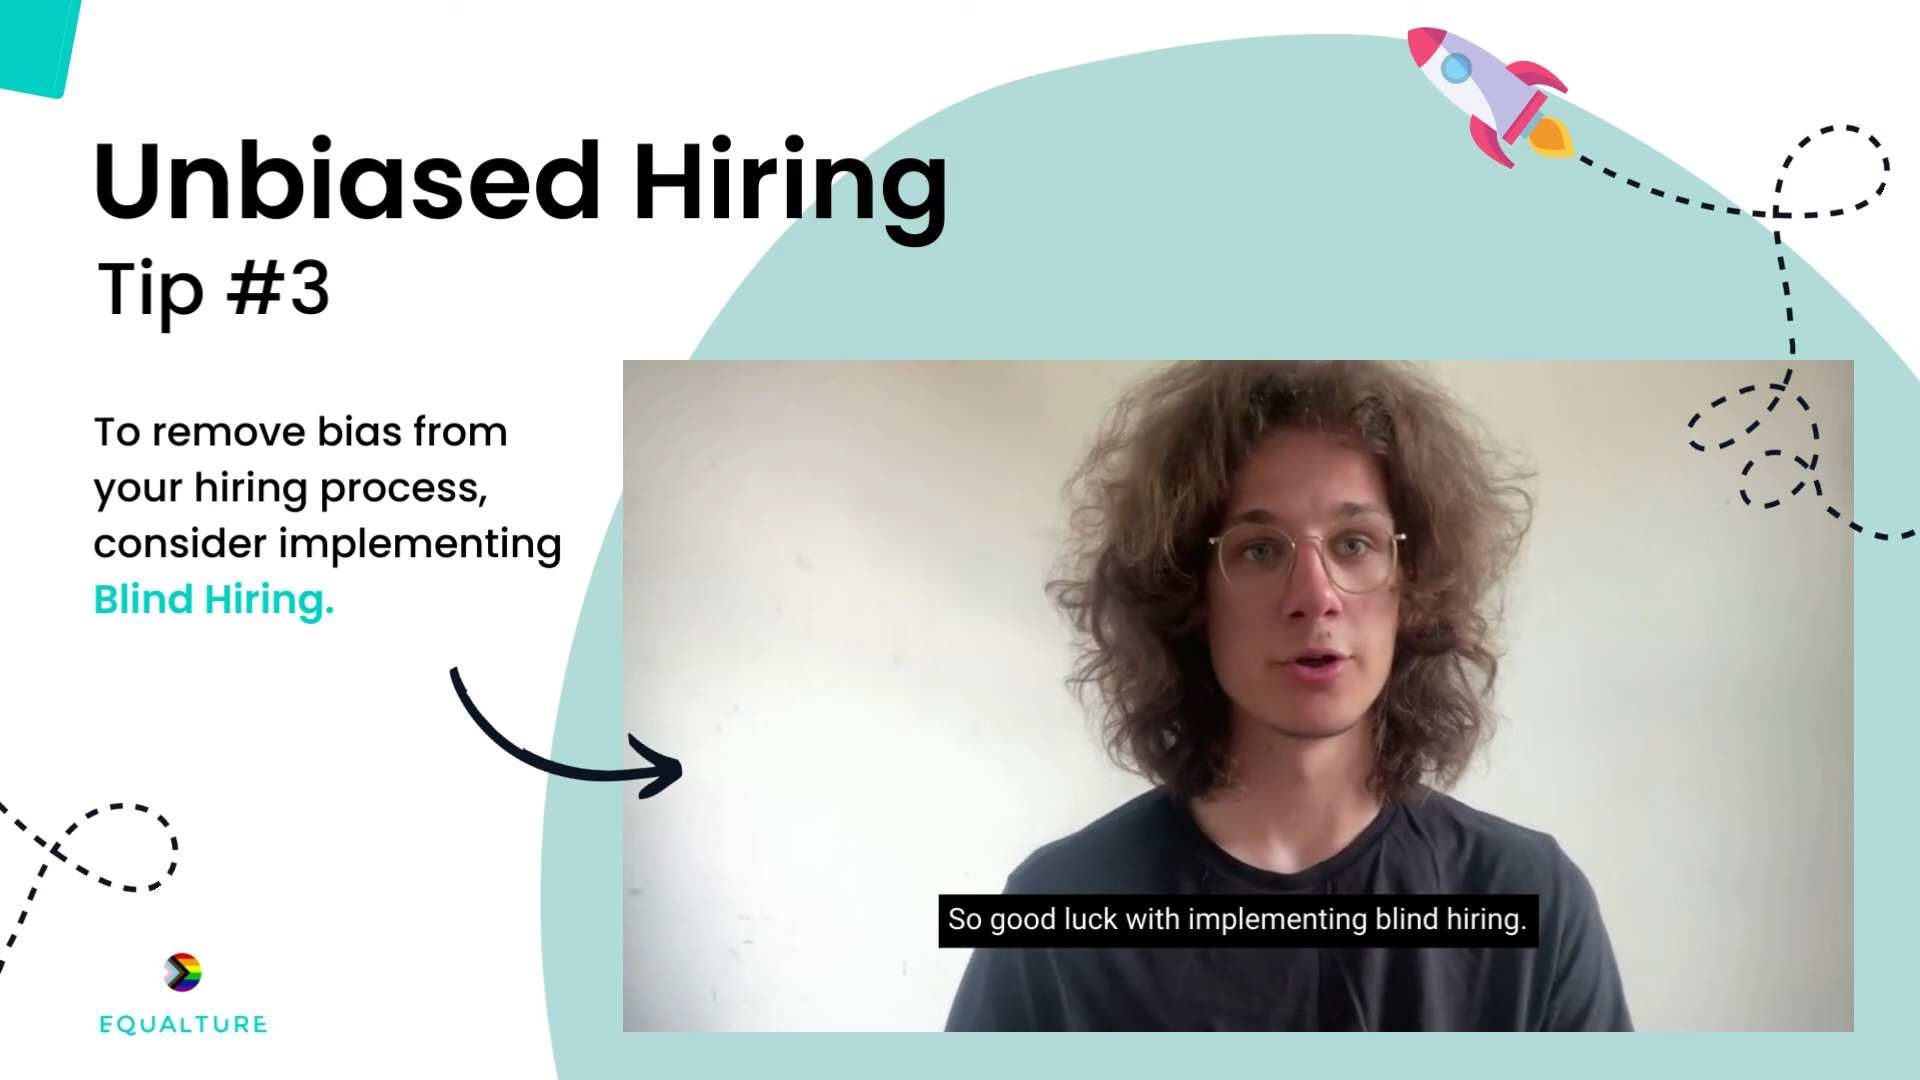 Unbiased Hiring
Tip #3
To remove bias from
your hiring process,
consider implementing
Blind Hiring.
So good luck with implementing blind hiring.
EQUALTURE